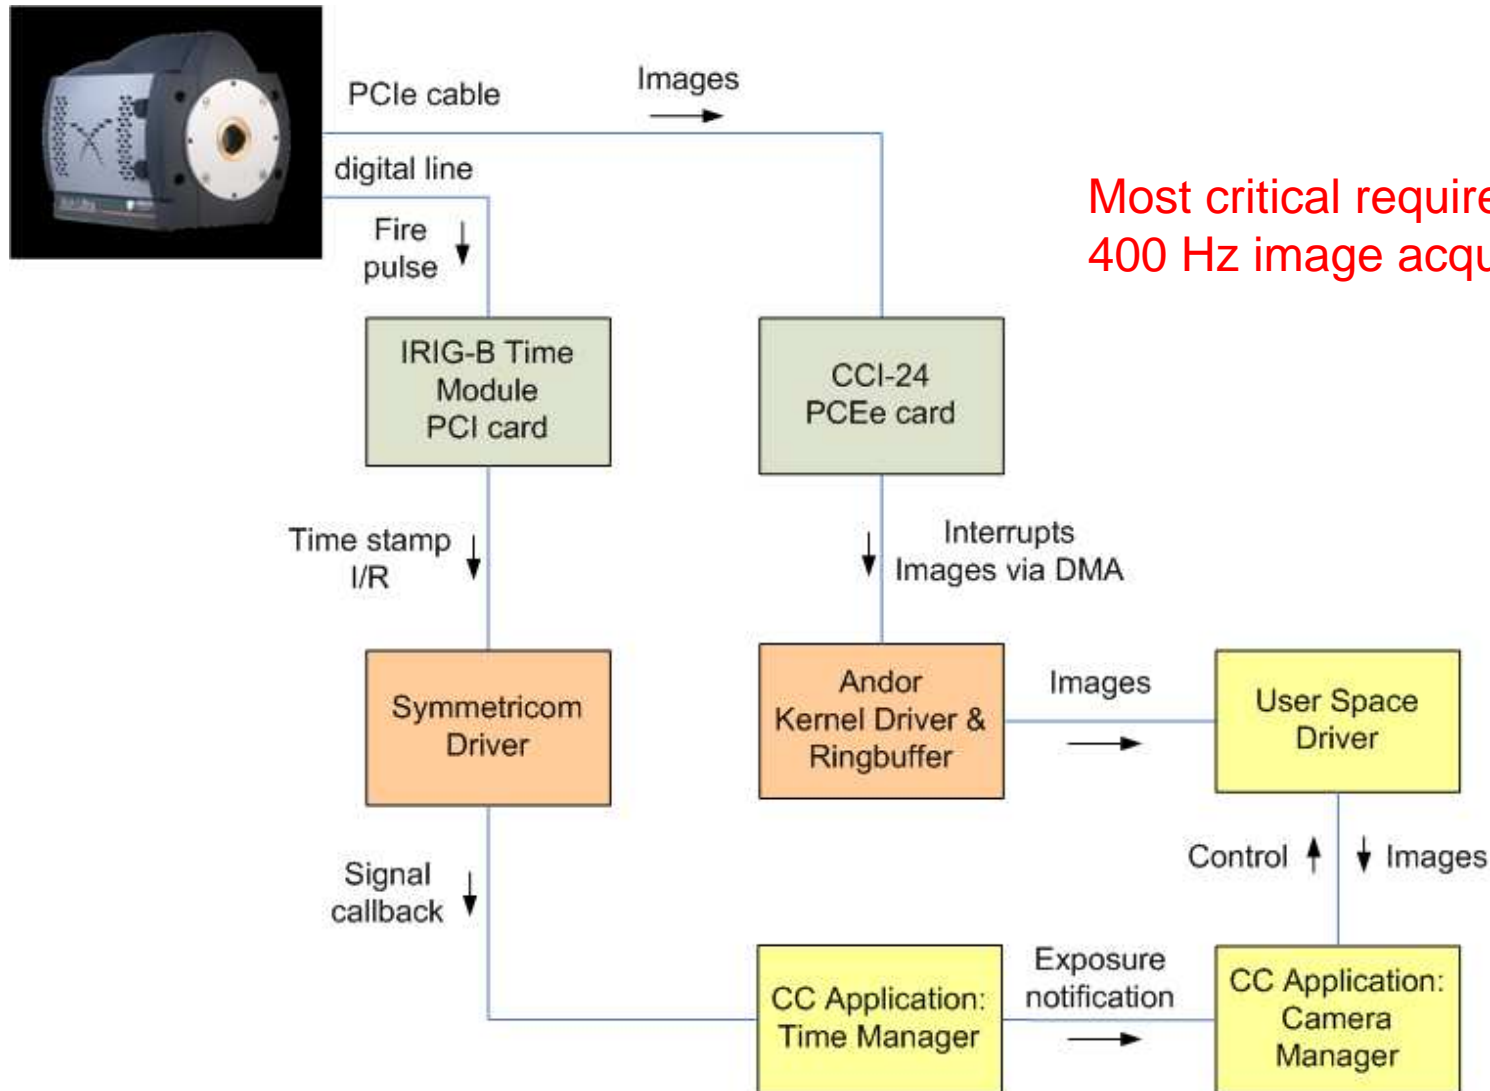 PCIe cable
Images
digital line
Fire
pulse
Most critical require
400 Hz image acqu
IRIG-B Time
Module
PCI card
CCI-24
PCEe card
Time stamp
I/R
Interrupts
Images via DMA
Symmetricom
Driver
Andor
Kernel Driver &
Ringbuffer
Images
User Space
Driver
Signal
callback
Control
Images
CC Application:
Time Manager
Exposure
notification
CC Application:
Camera
Manager